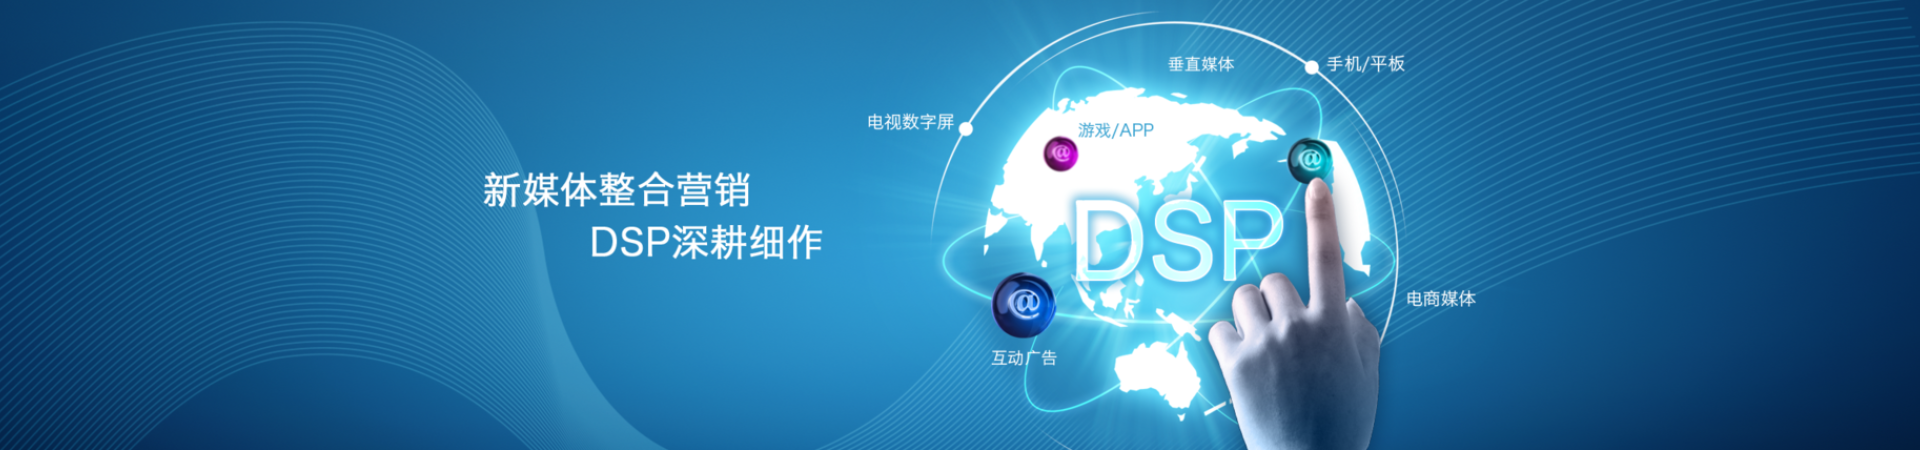 新媒体整合营销
DSP深耕细作
垂直媒体
手机/平板
电视数字屏
游戏/APP
@
@
DSP
@
电商媒体
互动广告